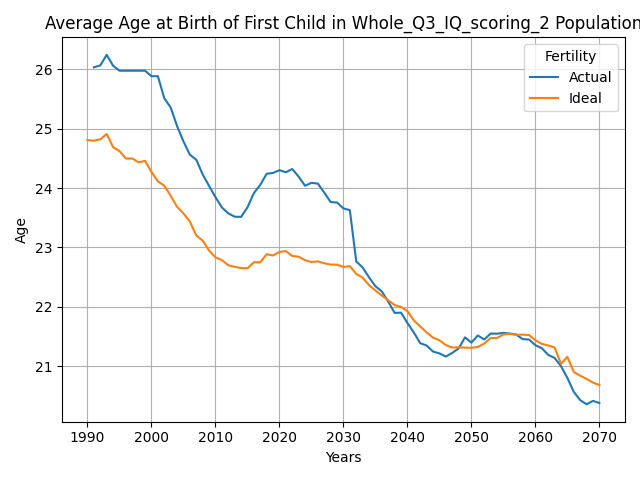 Average Age at Birth of First Child in Whole_Q3_IQ_scoring_2 Population
Fertility
Actual
Ideal
Age
26
25
24
23
22
21
1990 2000 2010 2020 2030 2040 2050 2060 2070
Years